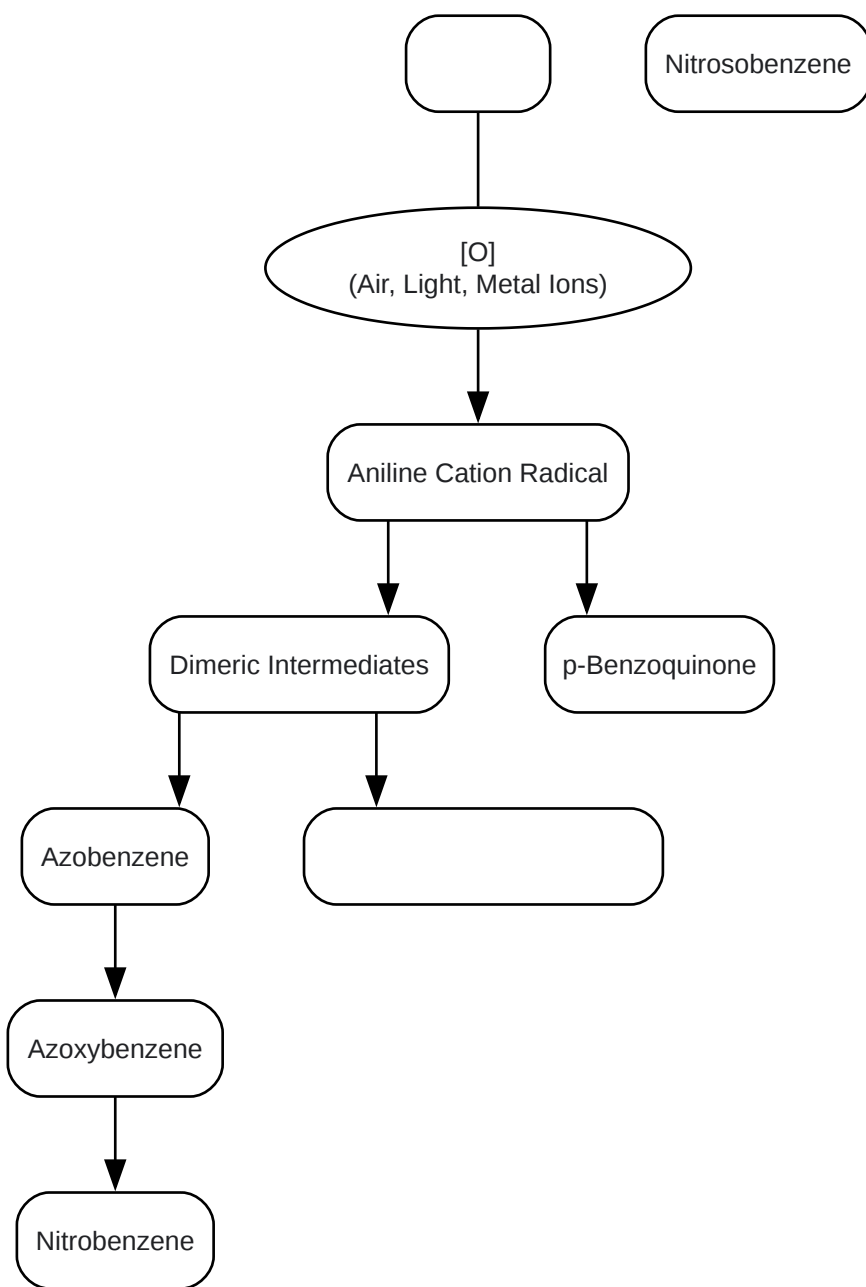 Nitrosobenzene
[O]
(Air, Light, Metal Ions)
Aniline Cation Radical
Dimeric Intermediates
p-Benzoquinone
Azobenzene
Azoxybenzene
Nitrobenzene